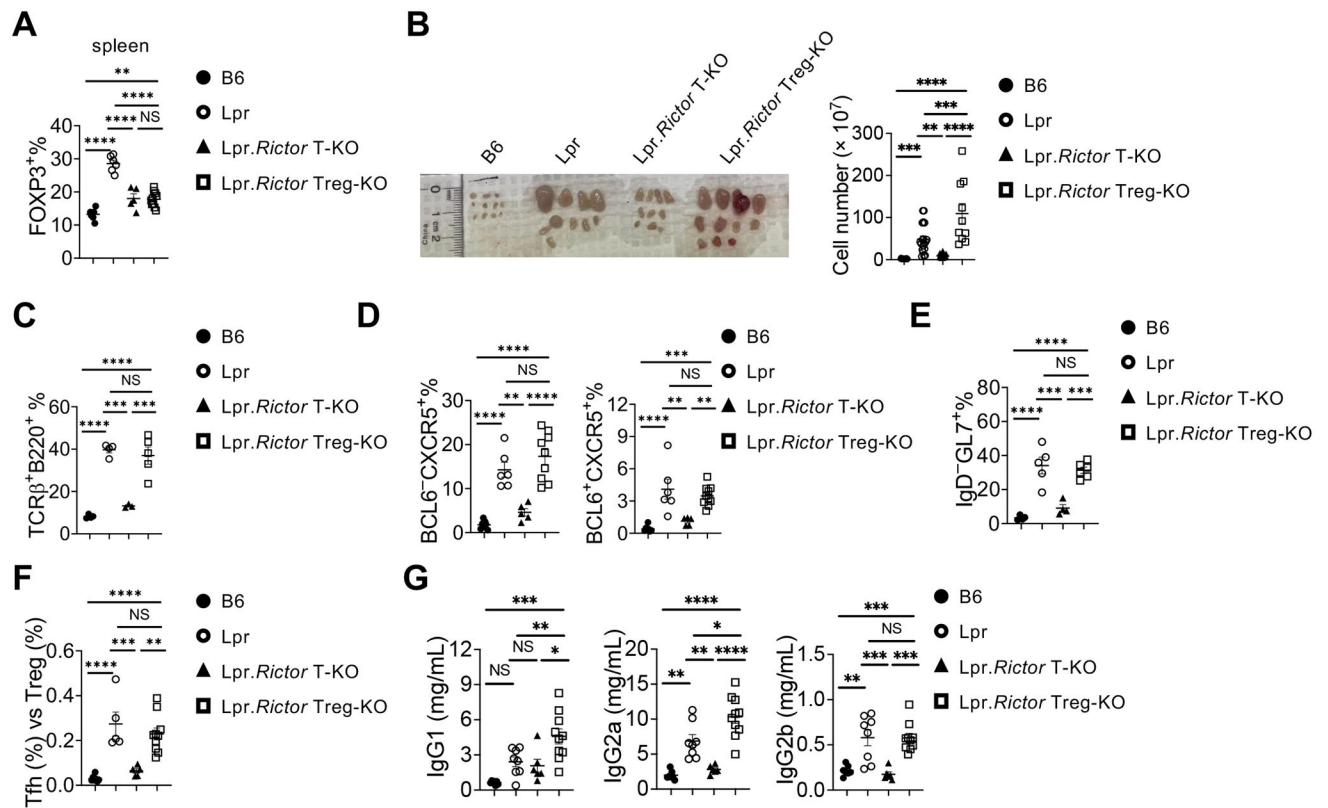 A
spleen
**
****
**** NS
****
FOXP3⁺%
40
30
20
10
0
B6
Lpr
Lpr.Rictor T-KO
Lpr.Rictor Treg-KO
B
B6
Lpr
Lpr.Rictor T-KO
Lpr.Rictor Treg-KO
0 1 2
China
cm
****
***
** ****
***
Cell number (× 10⁷)
300
200
100
0
B6
Lpr
Lpr.Rictor T-KO
Lpr.Rictor Treg-KO
C
****
NS
*** ***
****
TCRβ⁺B220⁺ %
60
40
20
0
B6
Lpr
Lpr.Rictor T-KO
Lpr.Rictor Treg-KO
D
****
NS
** ****
****
BCL6⁻CXCR5⁺%
30
20
10
0
***
NS
** **
****
BCL6⁺CXCR5⁺%
12
9
6
3
0
B6
Lpr
Lpr.Rictor T-KO
Lpr.Rictor Treg-KO
E
****
NS
*** ***
****
IgD⁻GL7⁺%
80
60
40
20
0
B6
Lpr
Lpr.Rictor T-KO
Lpr.Rictor Treg-KO
F
****
NS
*** **
****
Tfh (%) vs Treg (%)
0.6
0.4
0.2
0.0
B6
Lpr
Lpr.Rictor T-KO
Lpr.Rictor Treg-KO
G
***
**
NS *
NS
IgG1 (mg/mL)
12
9
6
3
0
****
*
** ****
**
IgG2a (mg/mL)
20
15
10
5
0
***
NS
*** ***
**
IgG2b (mg/mL)
1.5
1.0
0.5
0.0
B6
Lpr
Lpr.Rictor T-KO
Lpr.Rictor Treg-KO